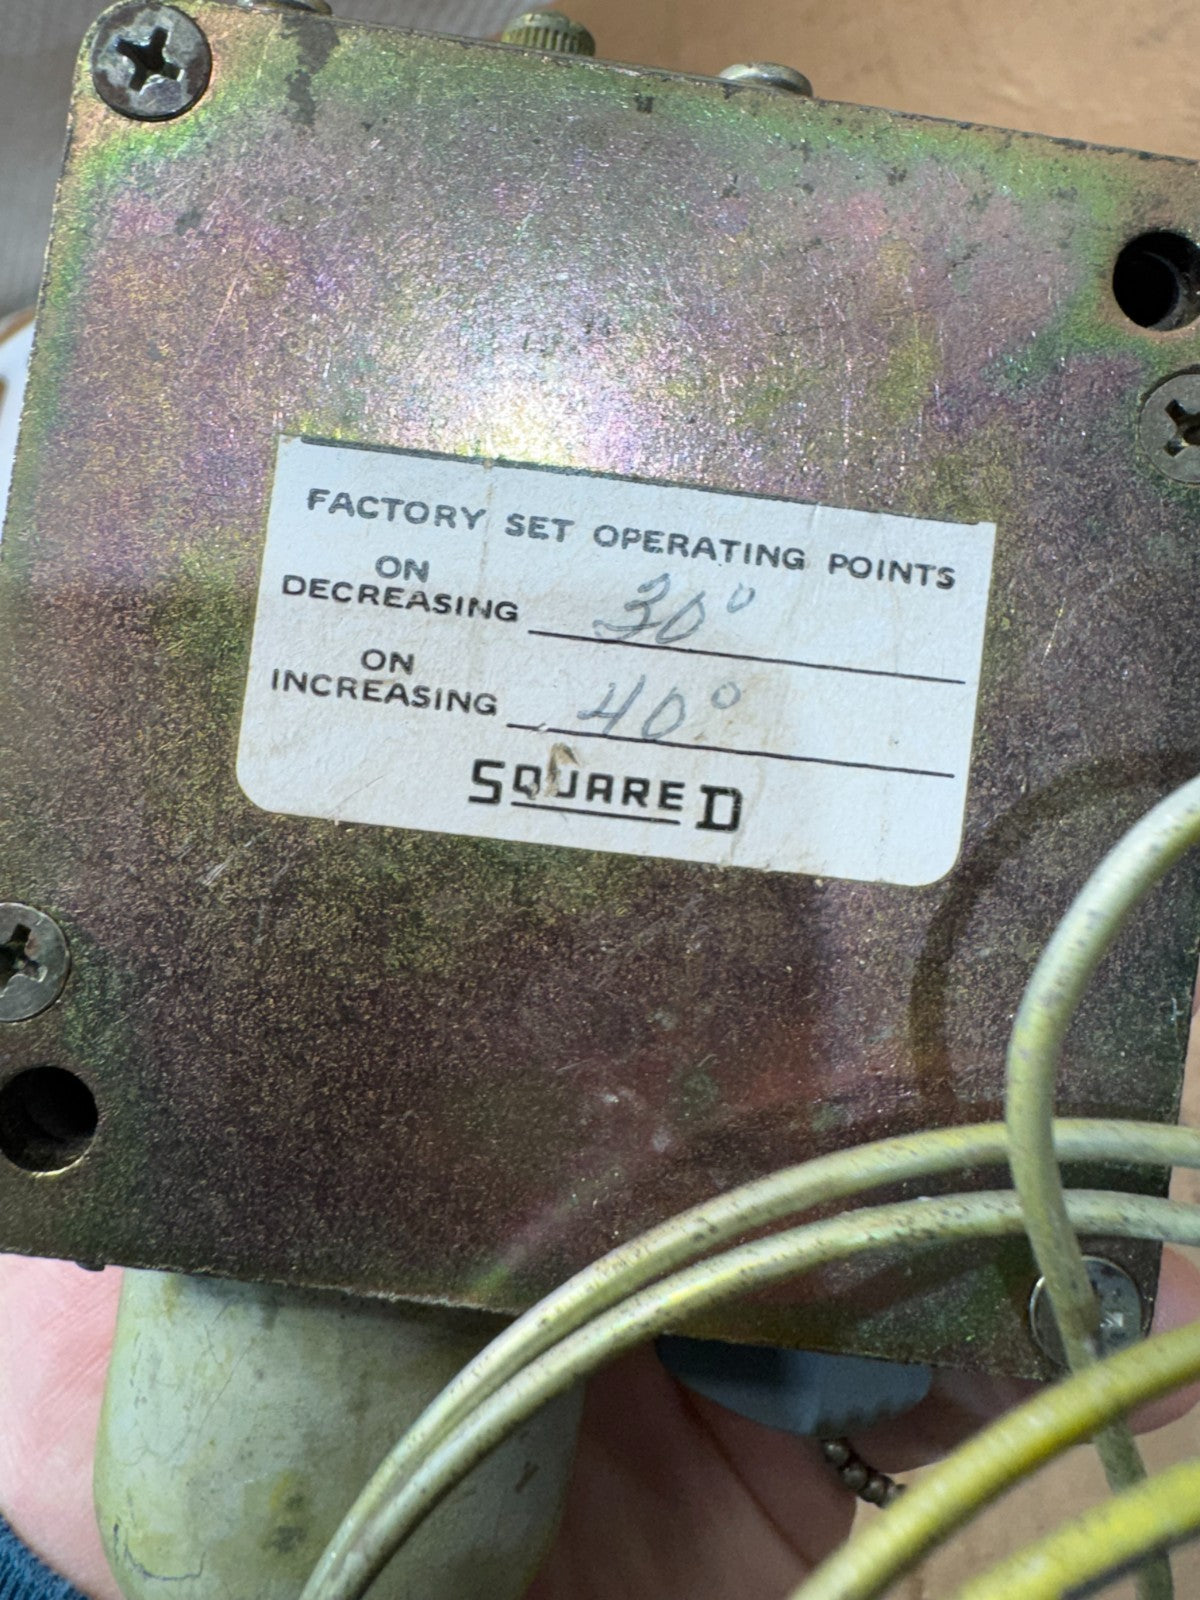 FACTORY SET OPERATING POINTS
ON
DECREASING 30°
ON
INCREASING 40°
SQUARE D